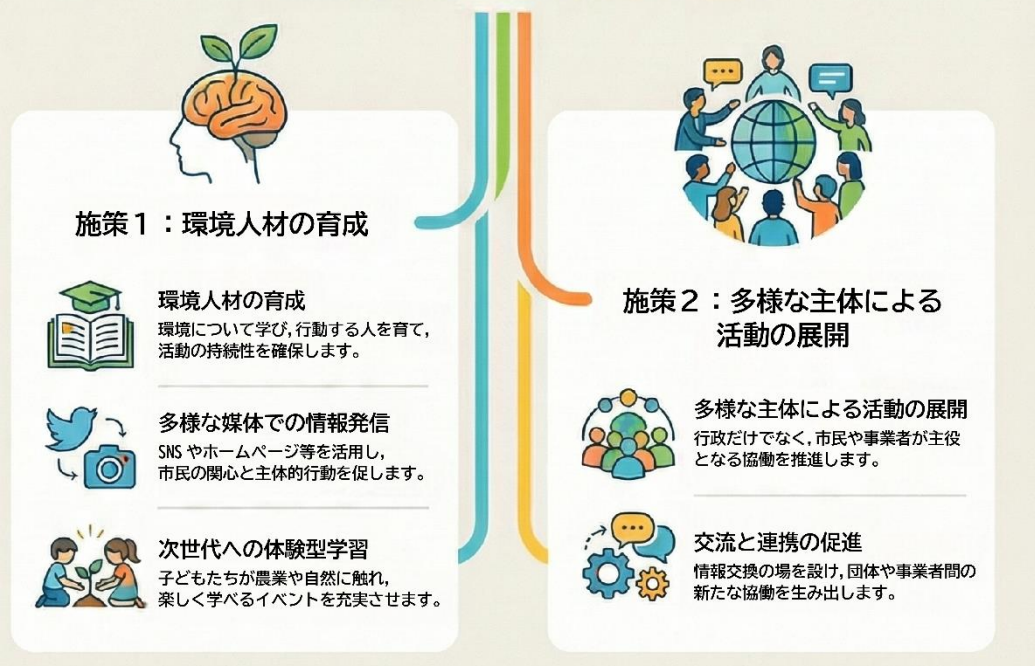 施策１：環境人材の育成
環境人材の育成
環境について学び，行動する人を育て，
活動の持続性を確保します。
多様な媒体での情報発信
SNS やホームページ等を活用し，
市民の関心と主体的行動を促します。
次世代への体験型学習
子どもたちが農業や自然に触れ，
楽しく学べるイベントを充実させます。
施策２：多様な主体による
活動の展開
多様な主体による活動の展開
行政だけでなく，市民や事業者が主役
となる協働を推進します。
交流と連携の促進
情報交換の場を設け，団体や事業者間の
新たな協働を生み出します。